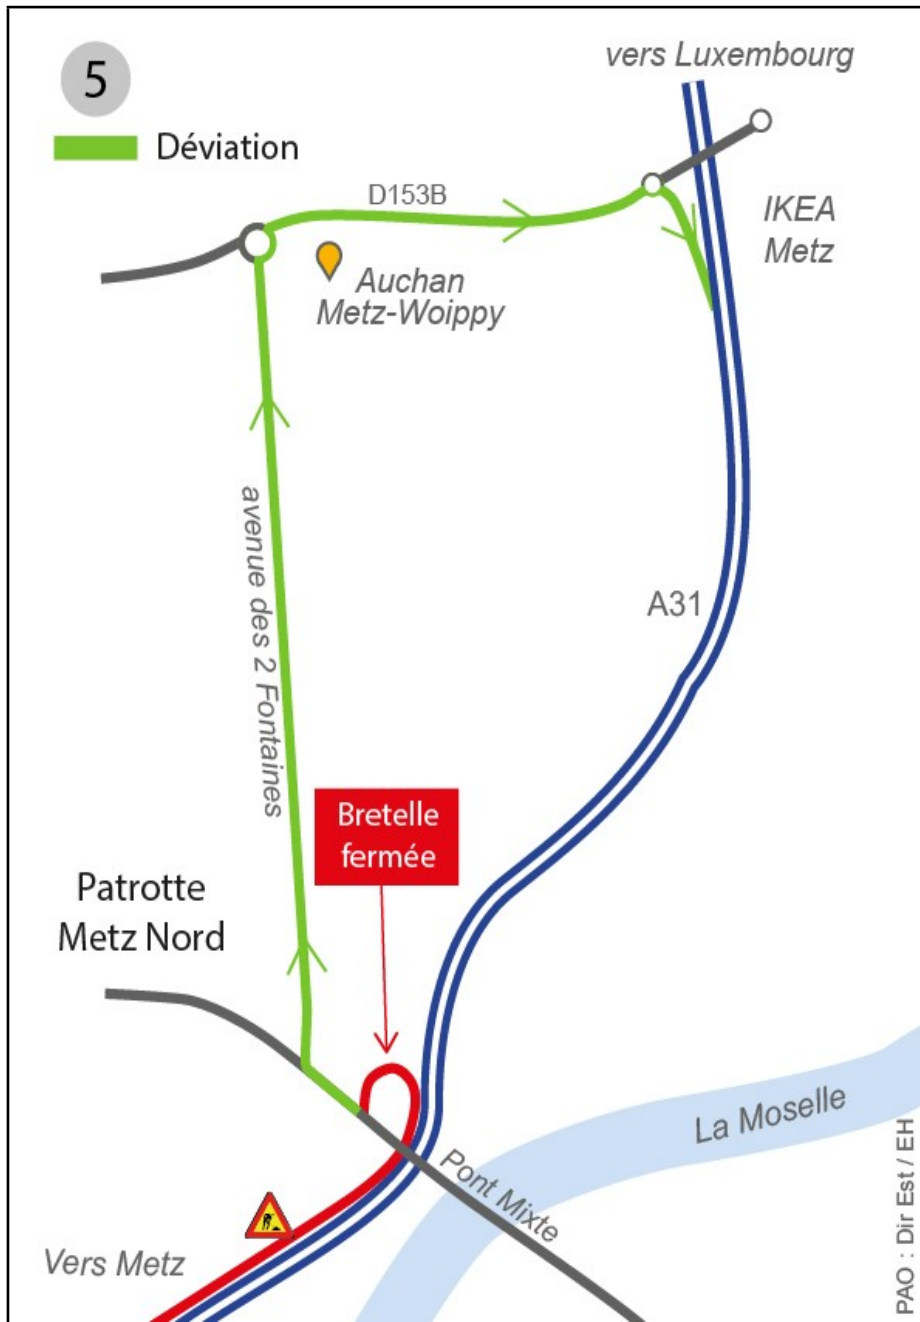 5
vers Luxembourg
Déviation
D153B
IKEA
Metz
Auchan
Metz-Woippy
avenue des 2 Fontaines
A31
Bretelle
fermée
Patrotte
Metz Nord
La Moselle
Pont Mixte
Vers Metz
PAO : Dir Est / EH